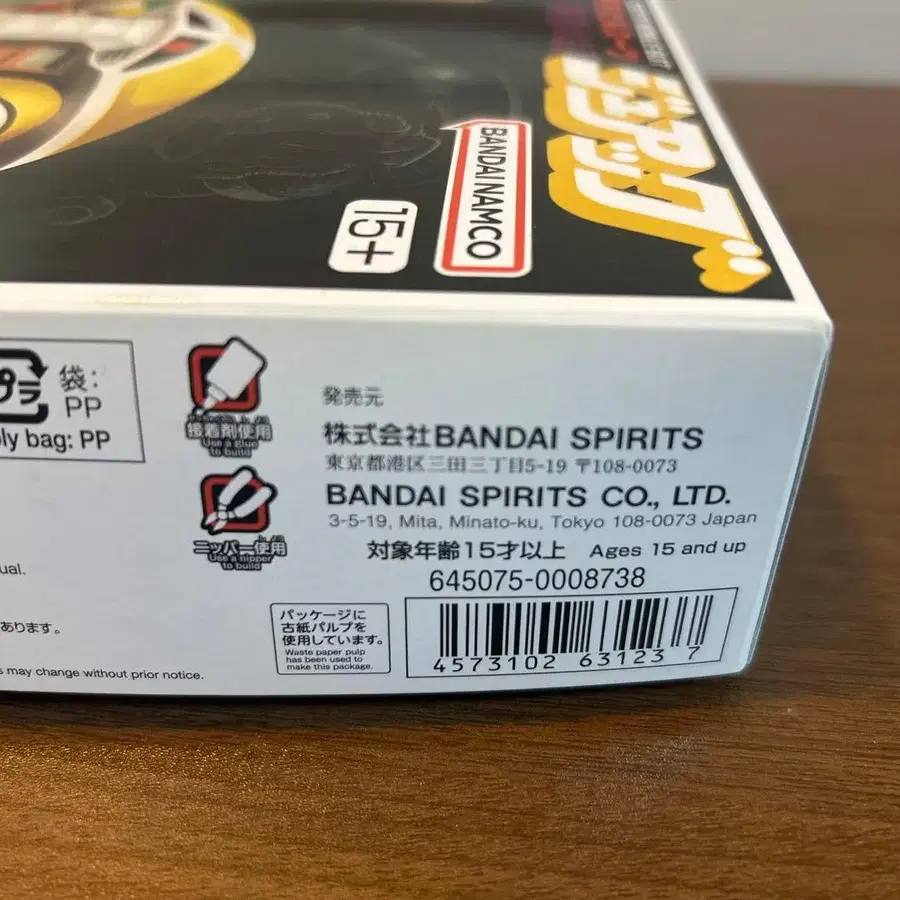 ジアッグ
BANDAI NAMCO
15+
プラ
袋:
PP
bag: PP
接着剤使用
Use a glue
to build
ニッパー使用
Use a nipper
to build
発売元
株式会社BANDAI SPIRITS
東京都港区三田三丁目5-19 〒108-0073
BANDAI SPIRITS CO., LTD.
3-5-19, Mita, Minato-ku, Tokyo 108-0073 Japan
対象年齢15才以上 Ages 15 and up
645075-0008738
パッケージに
古紙パルプを
使用しています。
Waste paper pulp
has been used to
make this package.
4573102 63123 7
あります。
may change without prior notice.